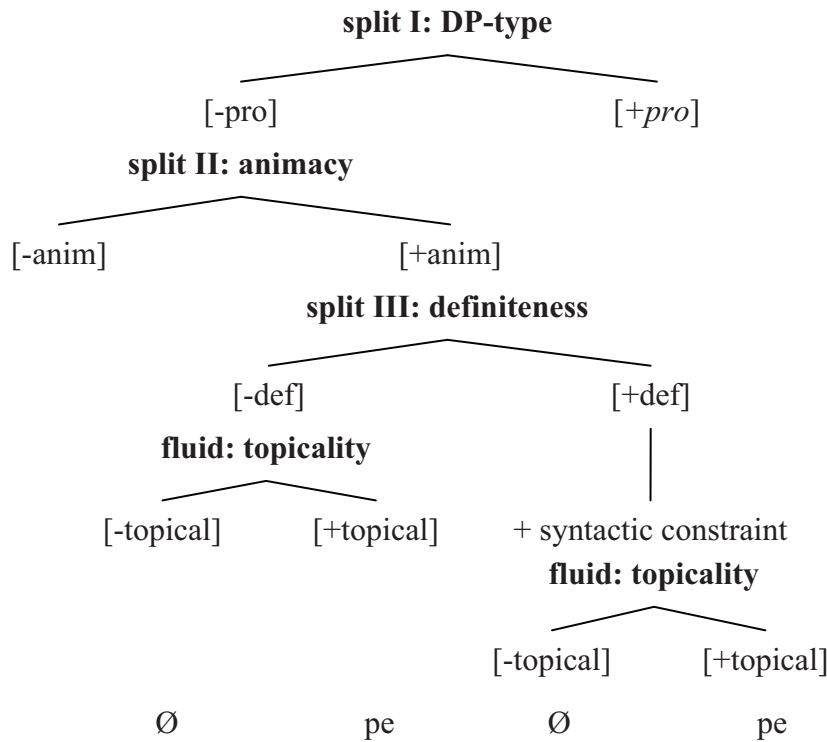 split I: DP-type
[-pro] [+pro]
split II: animacy
[-anim] [+anim]
split III: definiteness
[-def] [+def]
fluid: topicality
[-topical] [+topical] + syntactic constraint
fluid: topicality
[-topical] [+topical]
Ø pe Ø pe